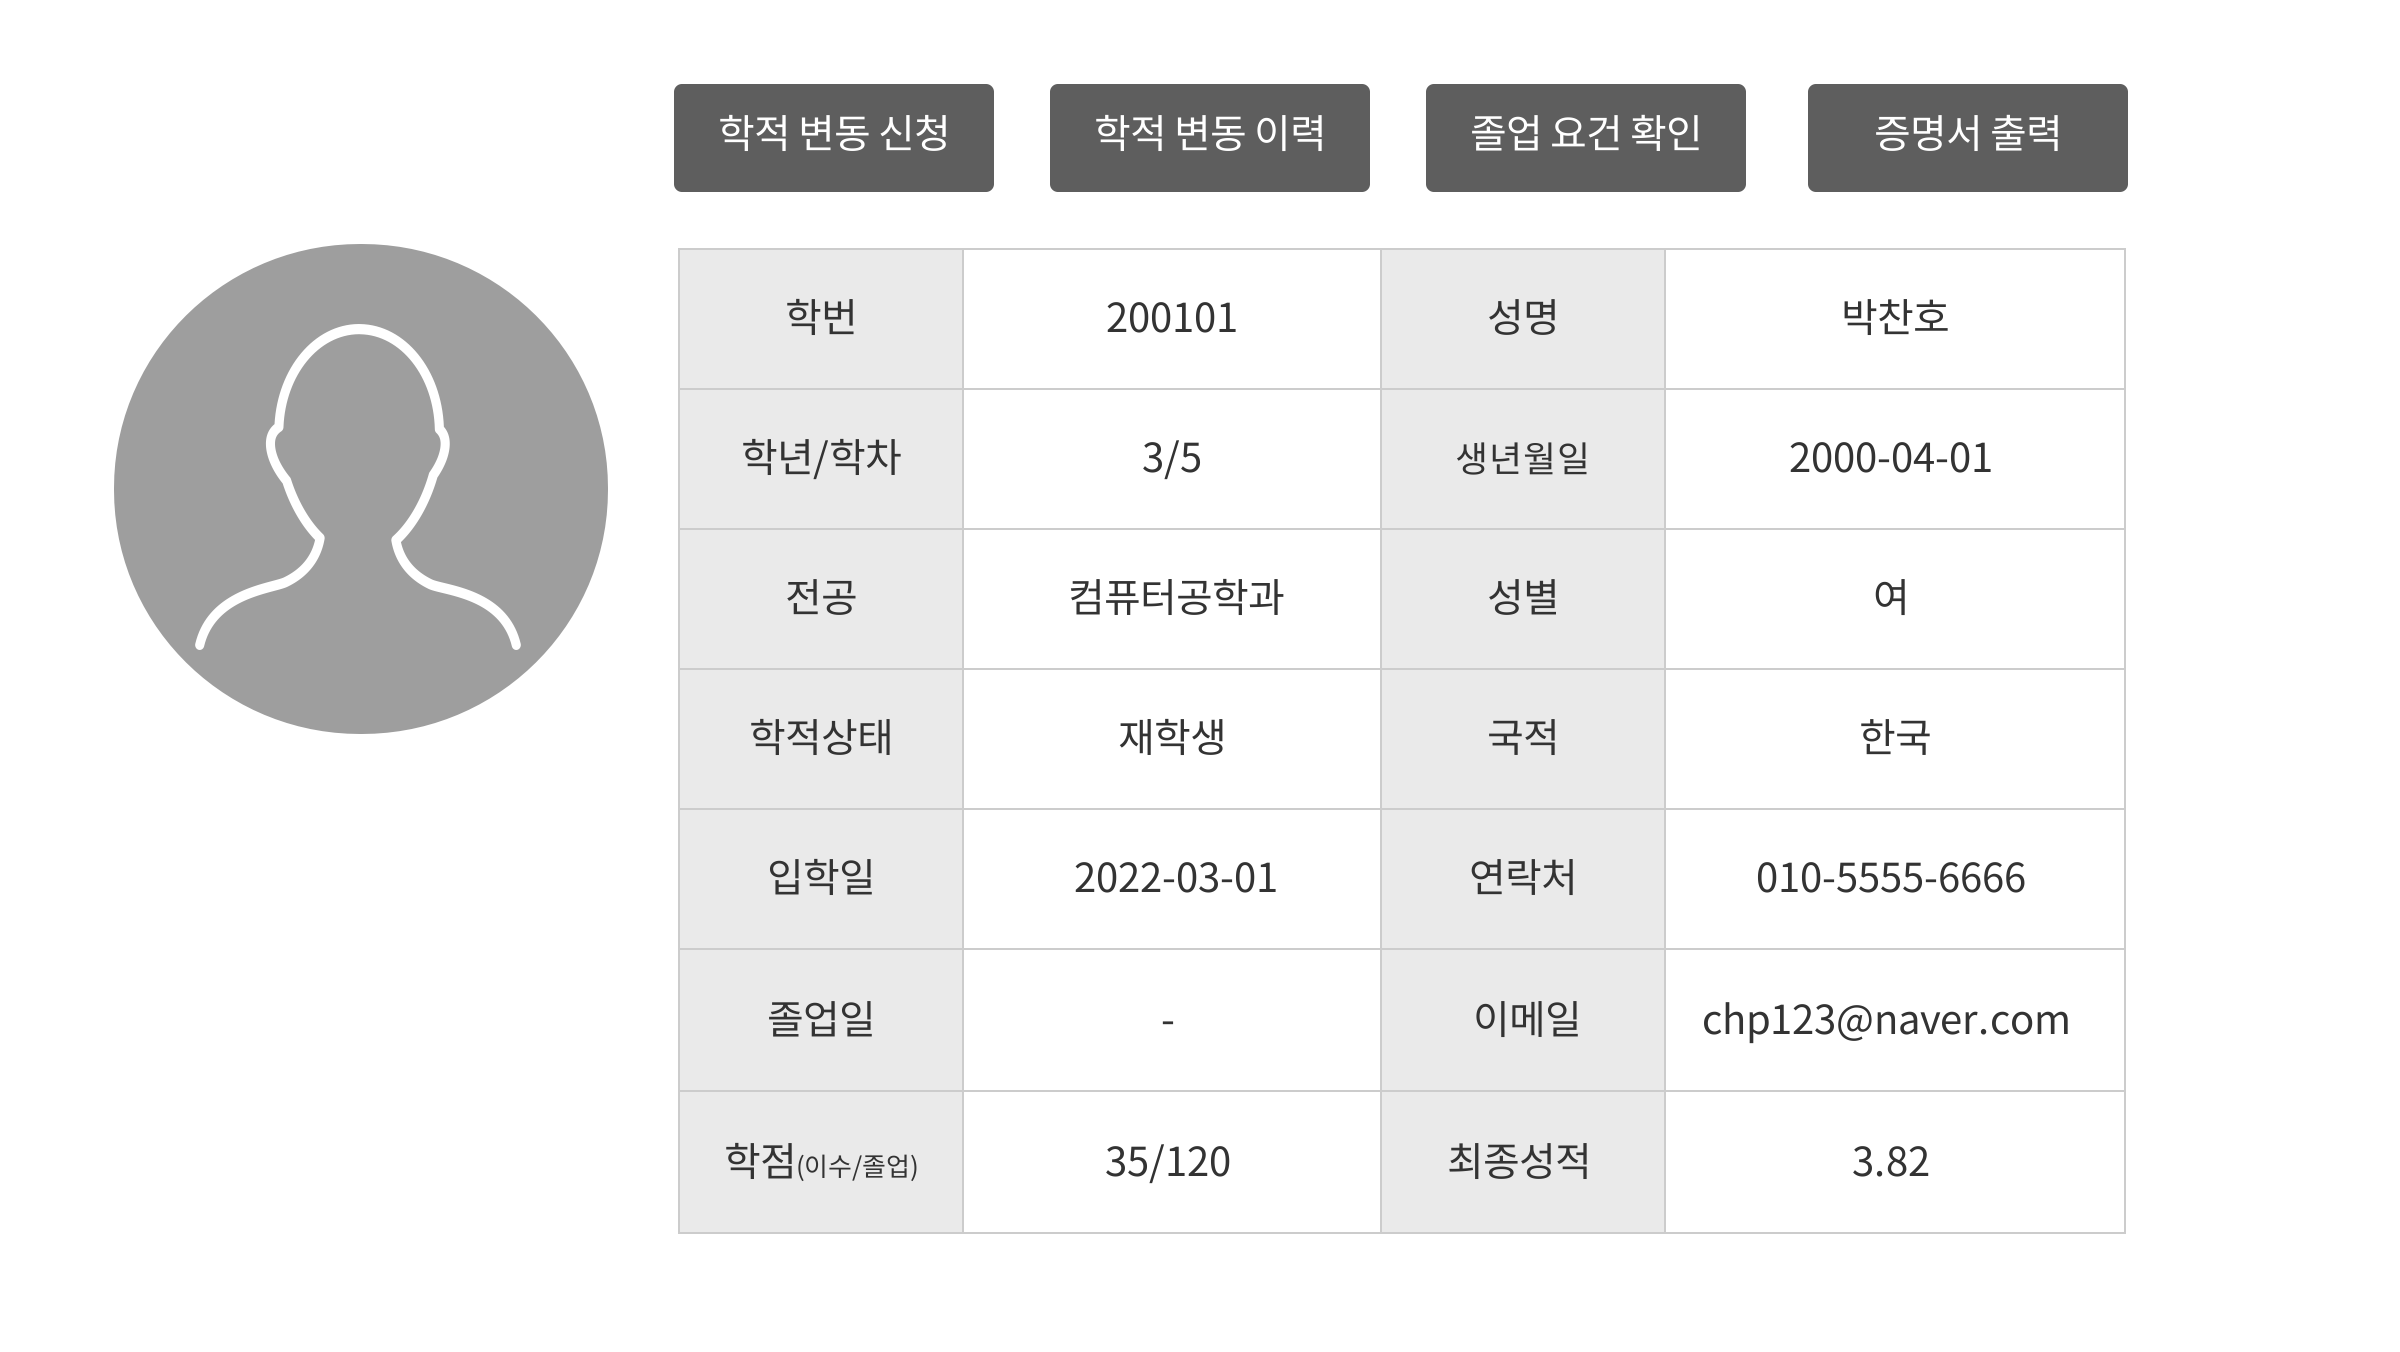 학적 변동 신청 학적 변동 이력 졸업 요건 확인 증명서 출력
학번 200101 성명 박찬호
학년/학차 3/5 생년월일 2000-04-01
전공 컴퓨터공학과 성별 여
학적상태 재학생 국적 한국
입학일 2022-03-01 연락처 010-5555-6666
졸업일 - 이메일 chp123@naver.com
학점(이수/졸업) 35/120 최종성적 3.82